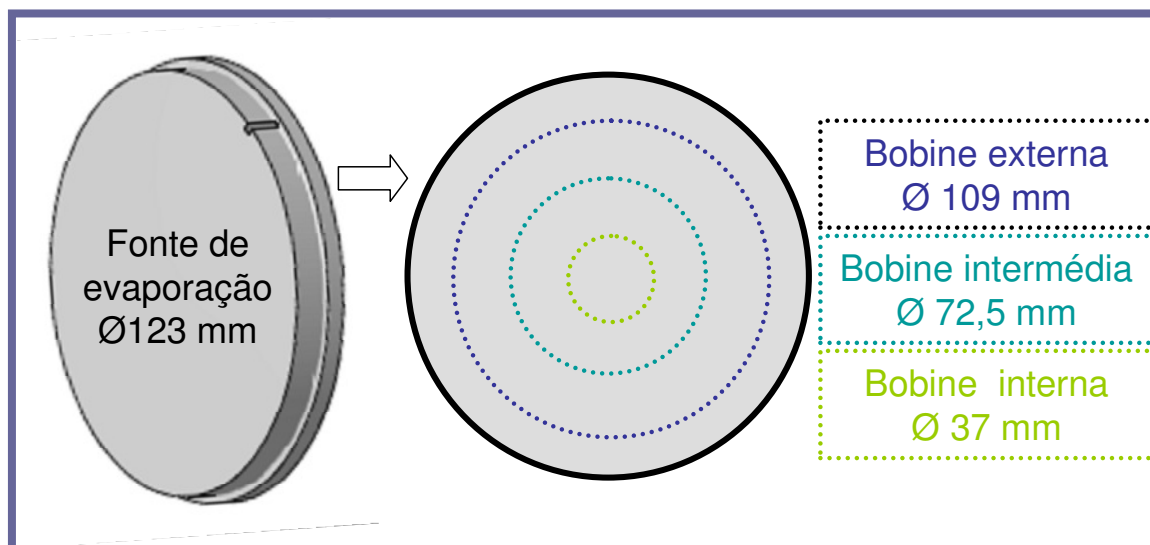 Fonte de
evaporação
Ø123 mm
Bobine externa
Ø 109 mm
Bobine intermédia
Ø 72,5 mm
Bobine interna
Ø 37 mm